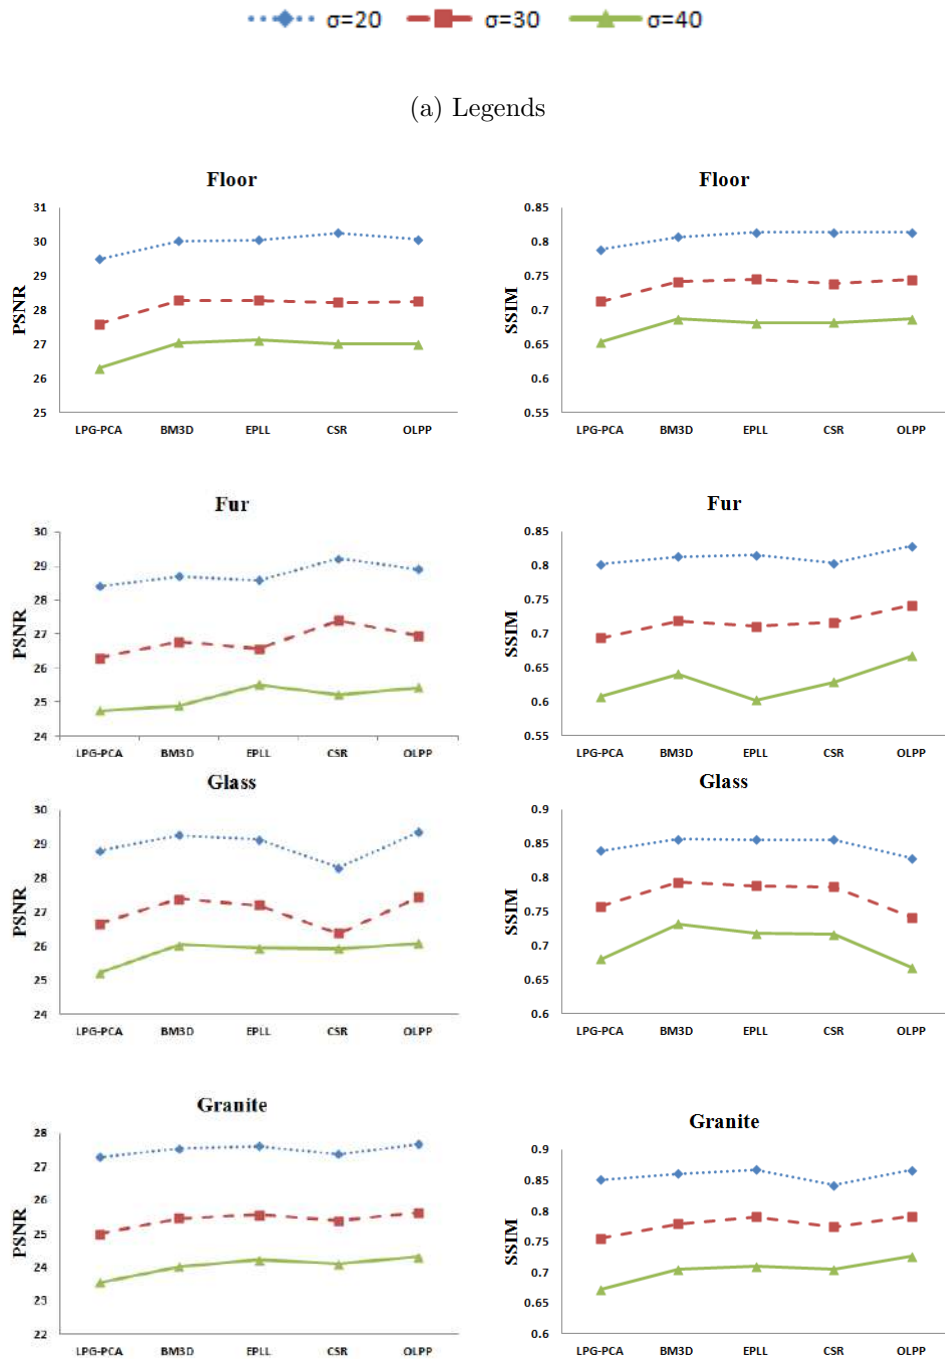 σ=20 σ=30 σ=40
(a) Legends
Floor
31
30
29
28
27
26
25
PSNR
LPG-PCA BM3D EPLL CSR OLPP
Floor
0.85
0.8
0.75
0.7
0.65
0.6
0.55
SSIM
LPG-PCA BM3D EPLL CSR OLPP
Fur
30
29
28
27
26
25
24
PSNR
LPG-PCA BM3D EPLL CSR OLPP
Fur
0.85
0.8
0.75
0.7
0.65
0.6
0.55
SSIM
LPG-PCA BM3D EPLL CSR OLPP
Glass
30
29
28
27
26
25
24
PSNR
LPG-PCA BM3D EPLL CSR OLPP
Glass
0.9
0.85
0.8
0.75
0.7
0.65
0.6
SSIM
LPG-PCA BM3D EPLL CSR OLPP
Granite
28
27
26
25
24
23
22
PSNR
LPG-PCA BM3D EPLL CSR OLPP
Granite
0.9
0.85
0.8
0.75
0.7
0.65
0.6
SSIM
LPG-PCA BM3D EPLL CSR OLPP